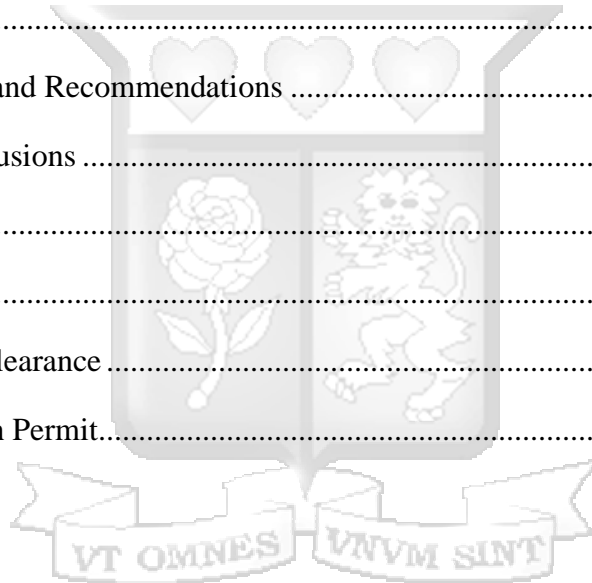 ................................................................................
and Recommendations ..........................................
usions ........................................................................
................................................................................
................................................................................
learance .....................................................................
n Permit......................................................................
VT OMNES VNVM SINT